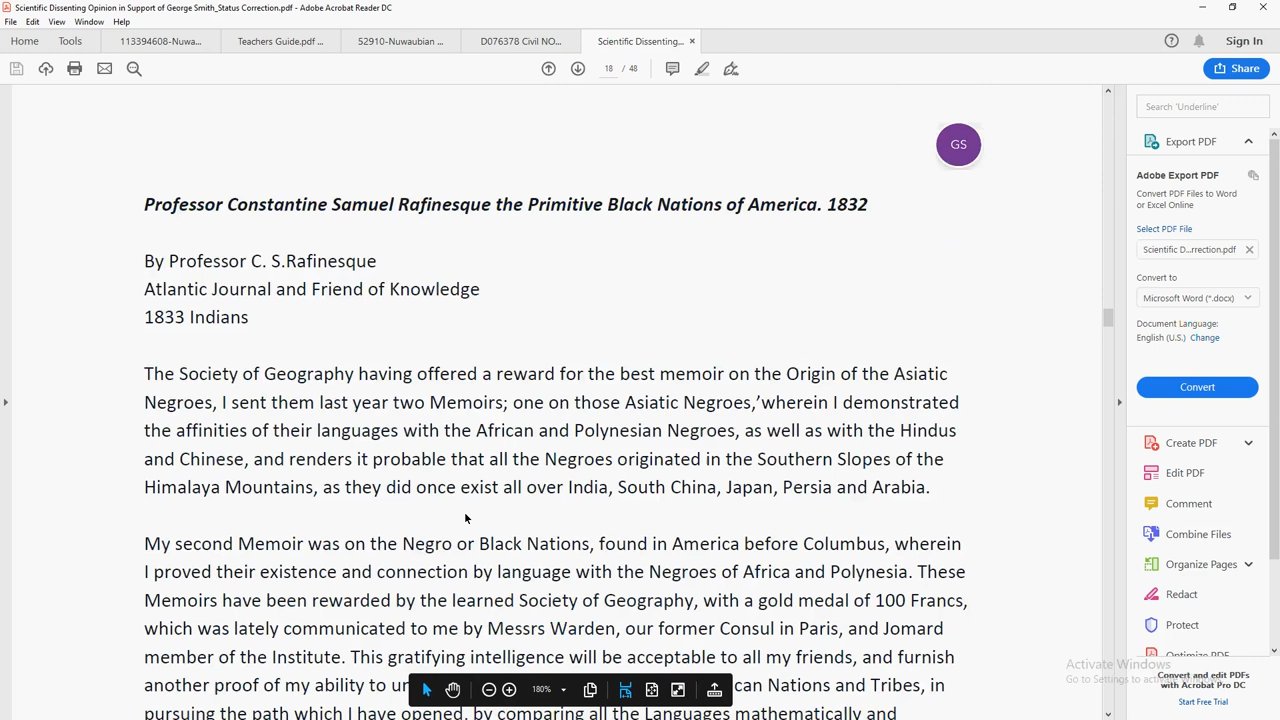 Scientific Dissenting Opinion in Support of George Smith_Status Correction.pdf - Adobe Acrobat Reader DC
File Edit View Window Help
Home Tools 113394608-Nuwa... Teachers Guide.pdf ... 52910-Nuwaubian ... D076378 Civil NO... Scientific Dissenting... × Sign In
18 / 48 Share
Search 'Underline'
GS
Export PDF
Adobe Export PDF
Convert PDF Files to Word
or Excel Online
Select PDF File
Scientific D...rrection.pdf
Convert to
Microsoft Word (*.docx)
Document Language:
English (U.S.) Change
Convert
Create PDF
Edit PDF
Comment
Combine Files
Organize Pages
Redact
Protect
Optimize PDF
Convert and edit PDFs
with Acrobat Pro DC
Start Free Trial
Activate Windows
Go to Settings to
Professor Constantine Samuel Rafinesque the Primitive Black Nations of America. 1832
By Professor C. S.Rafinesque
Atlantic Journal and Friend of Knowledge
1833 Indians
The Society of Geography having offered a reward for the best memoir on the Origin of the Asiatic
Negroes, I sent them last year two Memoirs; one on those Asiatic Negroes,’wherein I demonstrated
the affinities of their languages with the African and Polynesian Negroes, as well as with the Hindus
and Chinese, and renders it probable that all the Negroes originated in the Southern Slopes of the
Himalaya Mountains, as they did once exist all over India, South China, Japan, Persia and Arabia.
My second Memoir was on the Negro or Black Nations, found in America before Columbus, wherein
I proved their existence and connection by language with the Negroes of Africa and Polynesia. These
Memoirs have been rewarded by the learned Society of Geography, with a gold medal of 100 Francs,
which was lately communicated to me by Messrs Warden, our former Consul in Paris, and Jomard
member of the Institute. This gratifying intelligence will be acceptable to all my friends, and furnish
another proof of my ability to un can Nations and Tribes, in
pursuing the path which I have opened, by comparing all the Languages mathematically and
180%